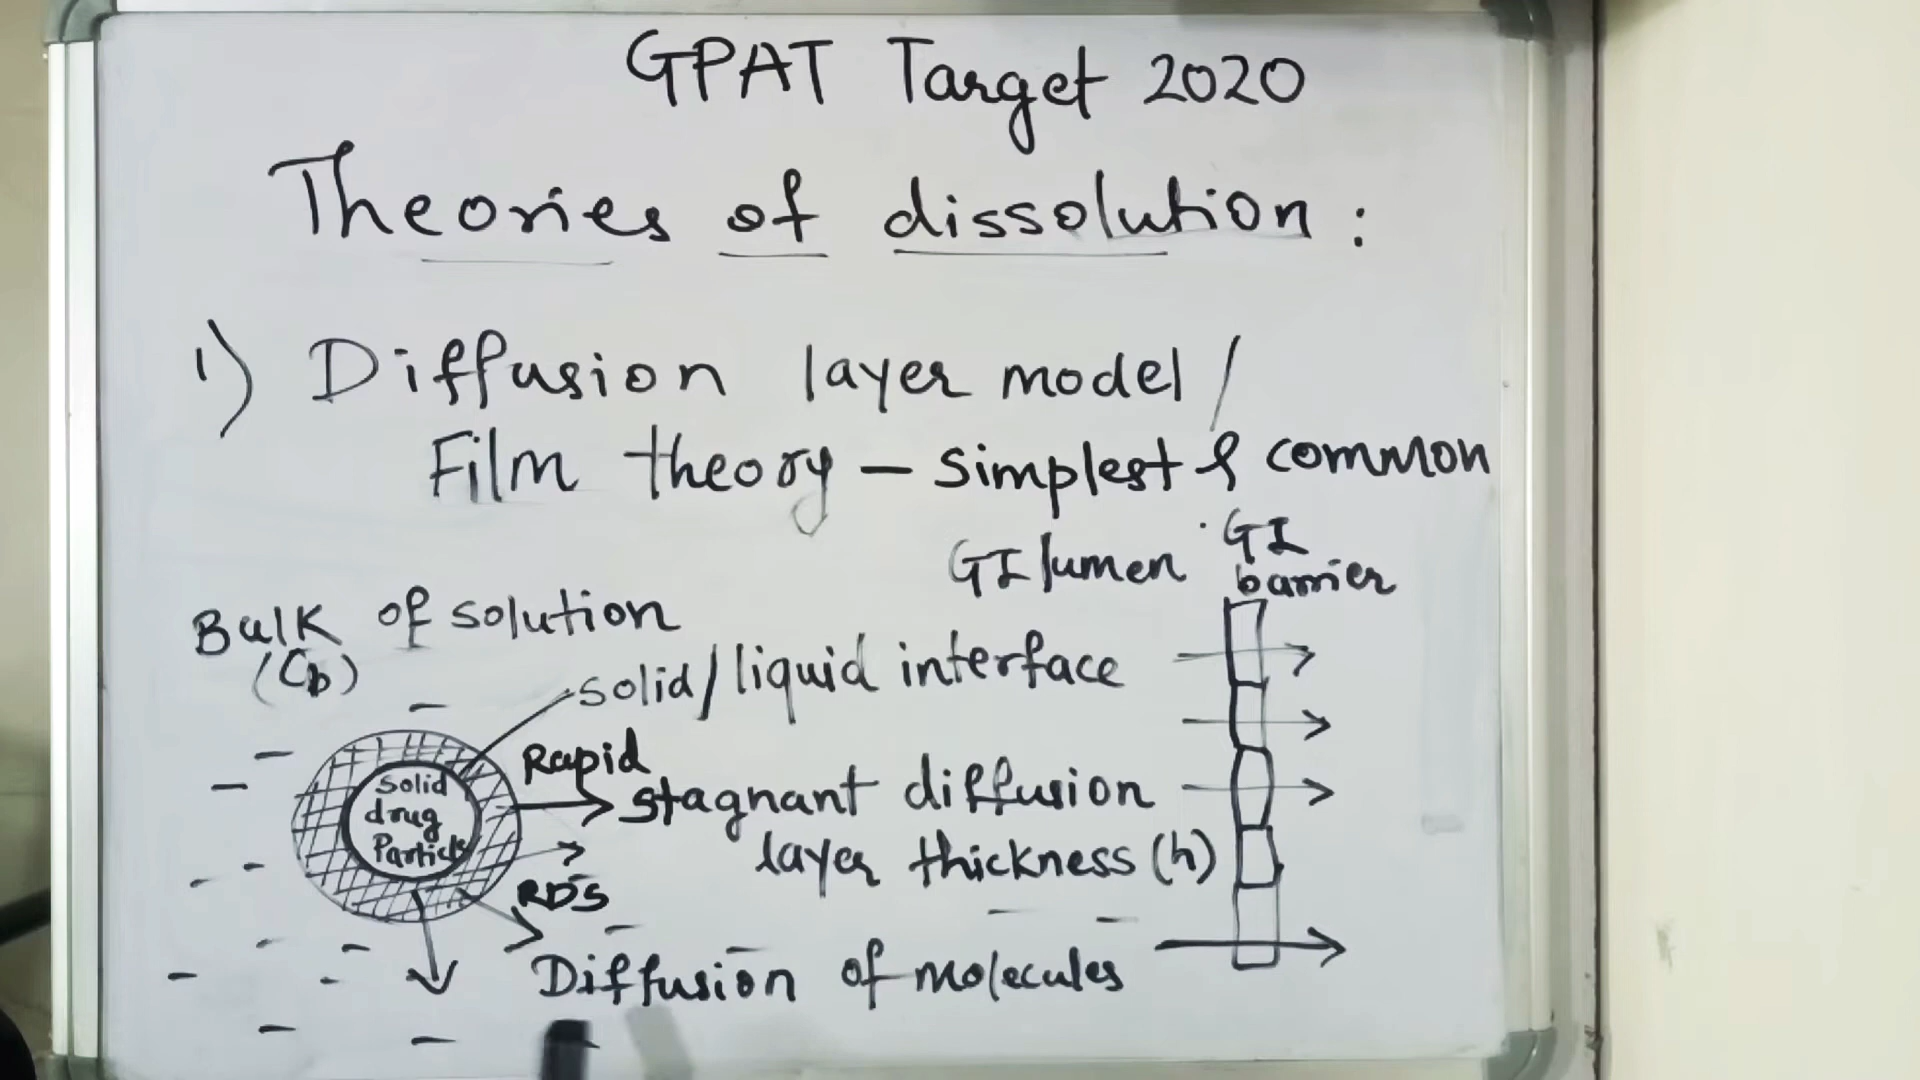 GPAT Target 2020
Theories of dissolution :
1) Diffusion layer model /
Film theory – simplest & common
GI lumen
GI
barrier
Bulk of solution
(Cb)
solid/liquid interface
Rapid
Solid
drug
Particle
stagnant diffusion
layer thickness (h)
RDS
Diffusion of molecules